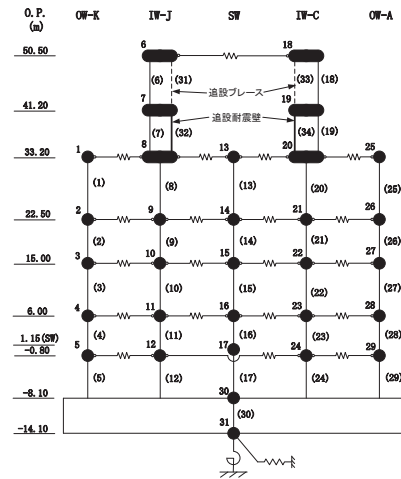 O.P.
(m)
OW-K IW-J SW IW-C OW-A
50.50
6 18
(6) (31) (33) (18)
追設ブレース
41.20
7 19
追設耐震壁
(7) (32) (34) (19)
33.20
1 8 13 20 25
(1) (8) (13) (20) (25)
22.50
2 9 14 21 26
(2) (9) (14) (21) (26)
15.00
3 10 15 22 27
(3) (10) (15) (22) (27)
6.00
4 11 16 23 28
(4) (11) (16) (23) (28)
1.15(SW)
-0.80
5 12 17 24 29
(5) (12) (17) (24) (29)
-8.10
30
(30)
-14.10
31